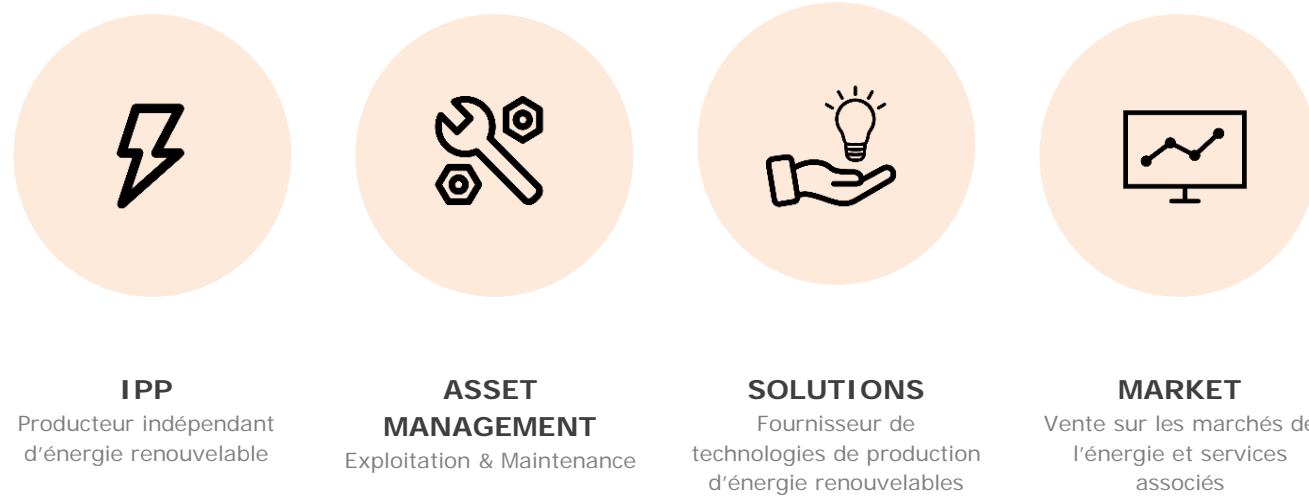 IPP
Producteur indépendant
d'énergie renouvelable
ASSET
MANAGEMENT
Exploitation & Maintenance
SOLUTIONS
Fournisseur de
technologies de production
d'énergie renouvelables
MARKET
Vente sur les marchés de
l'énergie et services
associés